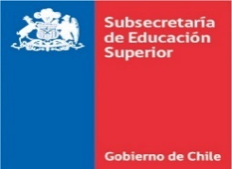 Subsecretaría
de Educación
Superior
Gobierno de Chile